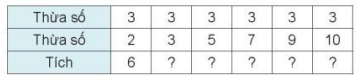 Thừa số 3 3 3 3 3 3
Thừa số 2 3 5 7 9 10
Tích 6 ? ? ? ? ?